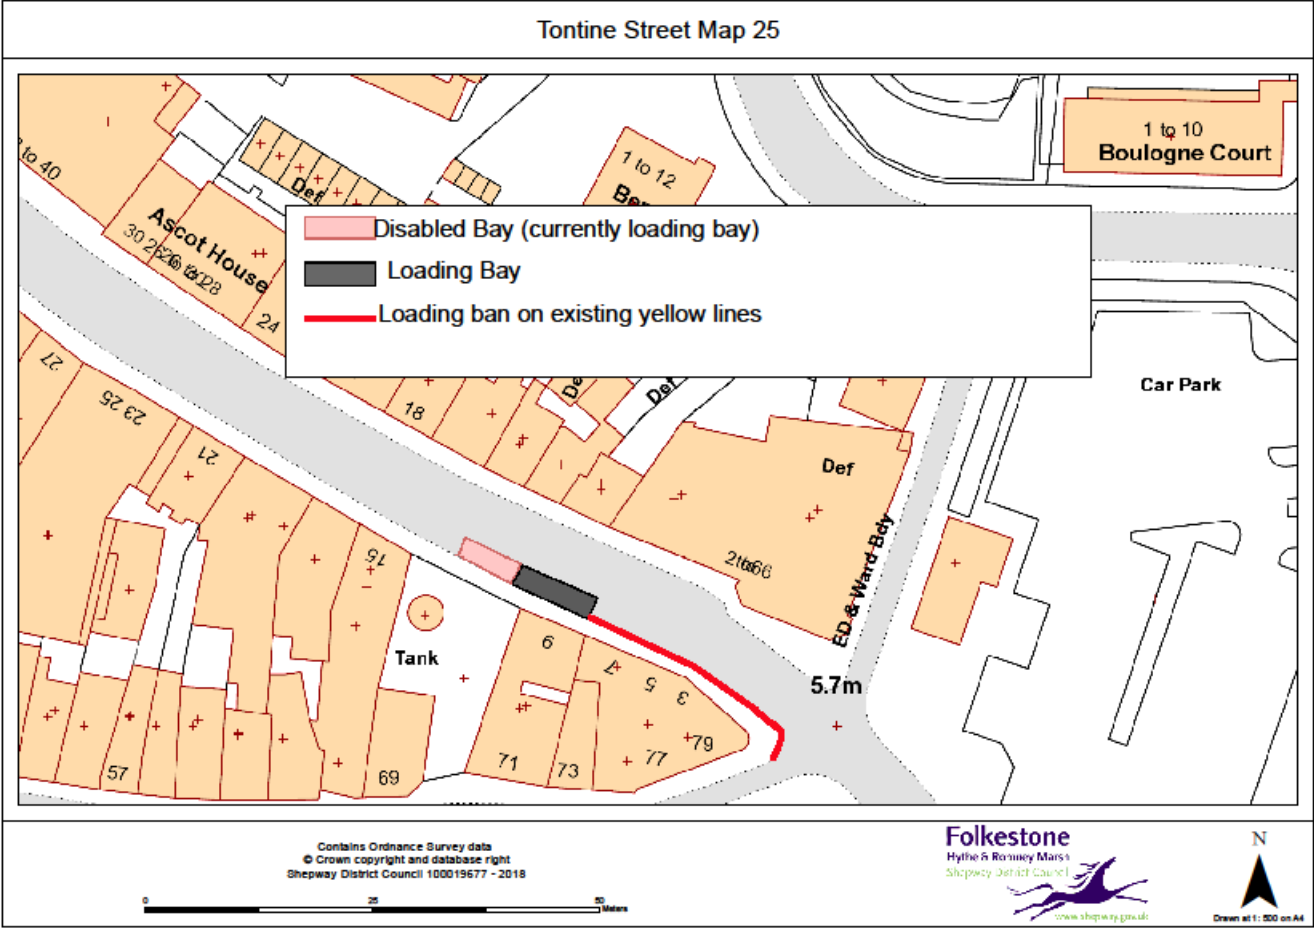 Tontine Street Map 25
1 to 10
Boulogne Court
to 40
1 to 12
Def
Ascot House
30
24
Disabled Bay (currently loading bay)
Loading Bay
Loading ban on existing yellow lines
27
23 25
21
18
Def
Car Park
Def
15
ED & Ward Bdy
Tank
9
7
5
3
5.7m
57
69
71
73
77
79
Contains Ordnance Survey data
© Crown copyright and database right
Shepway District Council 100019677 - 2018
0
25
50
Meters
Folkestone
Hythe & Romney Marsh
Shepway District Council
www.shepway.gov.uk
N
Drawn at 1: 500 on A4